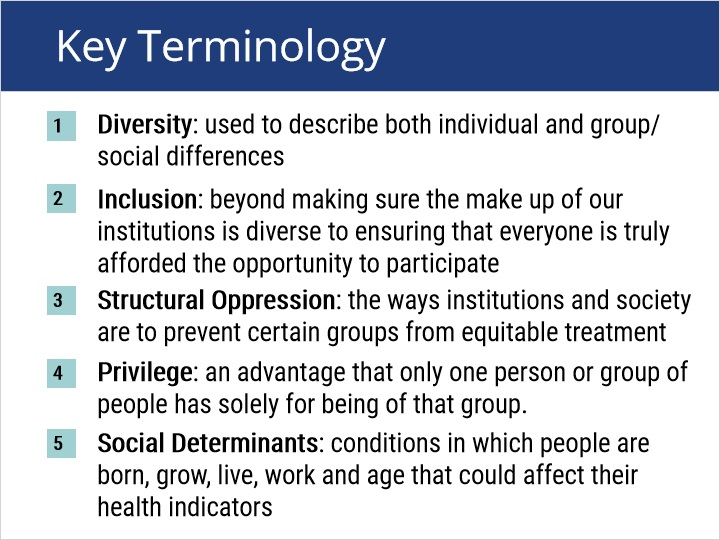 Key Terminology
1 Diversity: used to describe both individual and group/
social differences
2 Inclusion: beyond making sure the make up of our
institutions is diverse to ensuring that everyone is truly
afforded the opportunity to participate
3 Structural Oppression: the ways institutions and society
are to prevent certain groups from equitable treatment
4 Privilege: an advantage that only one person or group of
people has solely for being of that group.
5 Social Determinants: conditions in which people are
born, grow, live, work and age that could affect their
health indicators